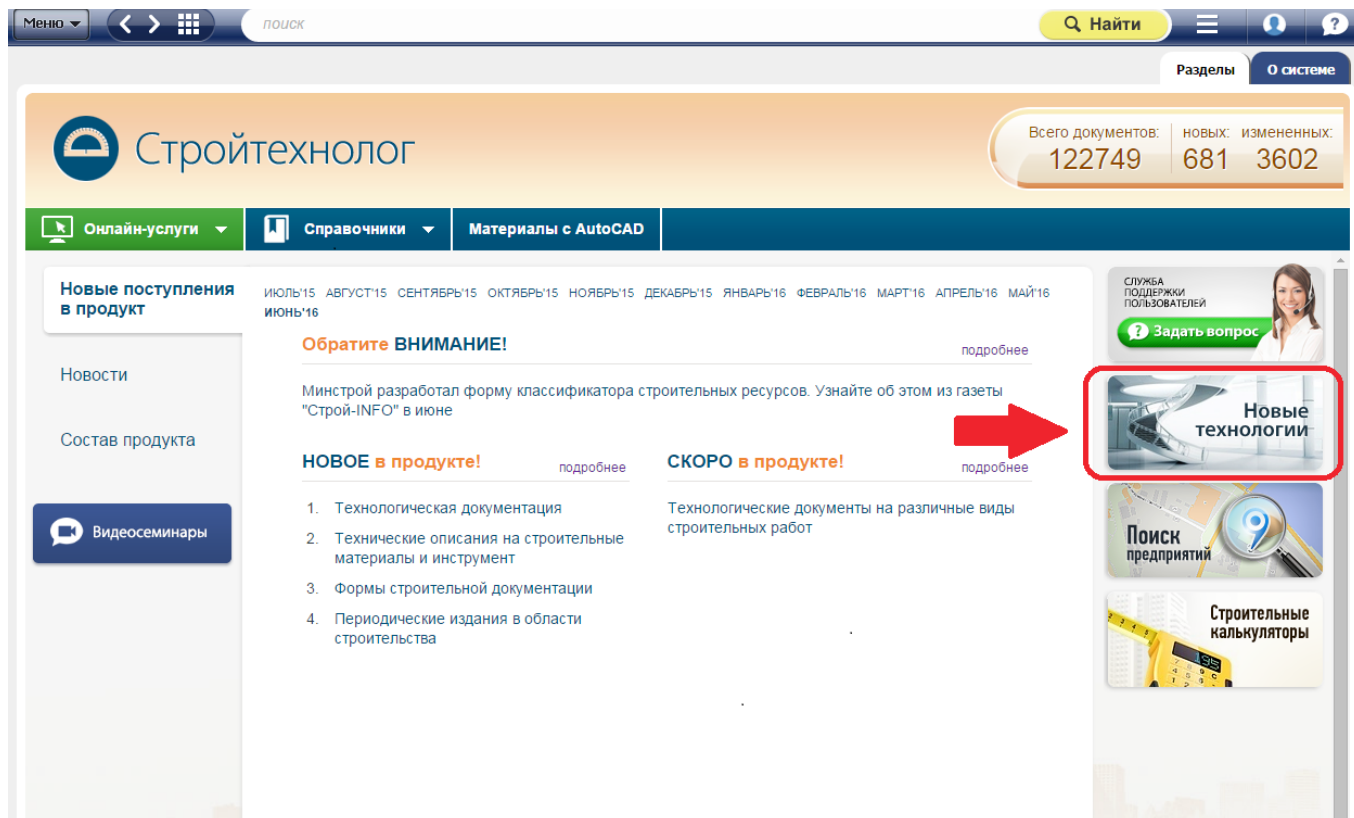 Меню
поиск
Найти
?
Разделы
О системе
Стройтехнолог
Всего документов: новых: измененных:
122749 681 3602
Онлайн-услуги
Справочники
Материалы с AutoCAD
Новые поступления
в продукт
Новости
Состав продукта
Видеосеминары
ИЮЛЬ'15 АВГУСТ'15 СЕНТЯБРЬ'15 ОКТЯБРЬ'15 НОЯБРЬ'15 ДЕКАБРЬ'15 ЯНВАРЬ'16 ФЕВРАЛЬ'16 МАРТ'16 АПРЕЛЬ'16 МАЙ'16
ИЮНЬ'16
Обратите ВНИМАНИЕ!
подробнее
Минстрой разработал форму классификатора строительных ресурсов. Узнайте об этом из газеты
"Строй-INFO" в июне
НОВОЕ в продукте!
подробнее
1. Технологическая документация
2. Технические описания на строительные
материалы и инструмент
3. Формы строительной документации
4. Периодические издания в области
строительства
СКОРО в продукте!
подробнее
Технологические документы на различные виды
строительных работ
СЛУЖБА
ПОДДЕРЖКИ
ПОЛЬЗОВАТЕЛЕЙ
? Задать вопрос
Новые
технологии
Поиск
предприятий
Строительные
калькуляторы